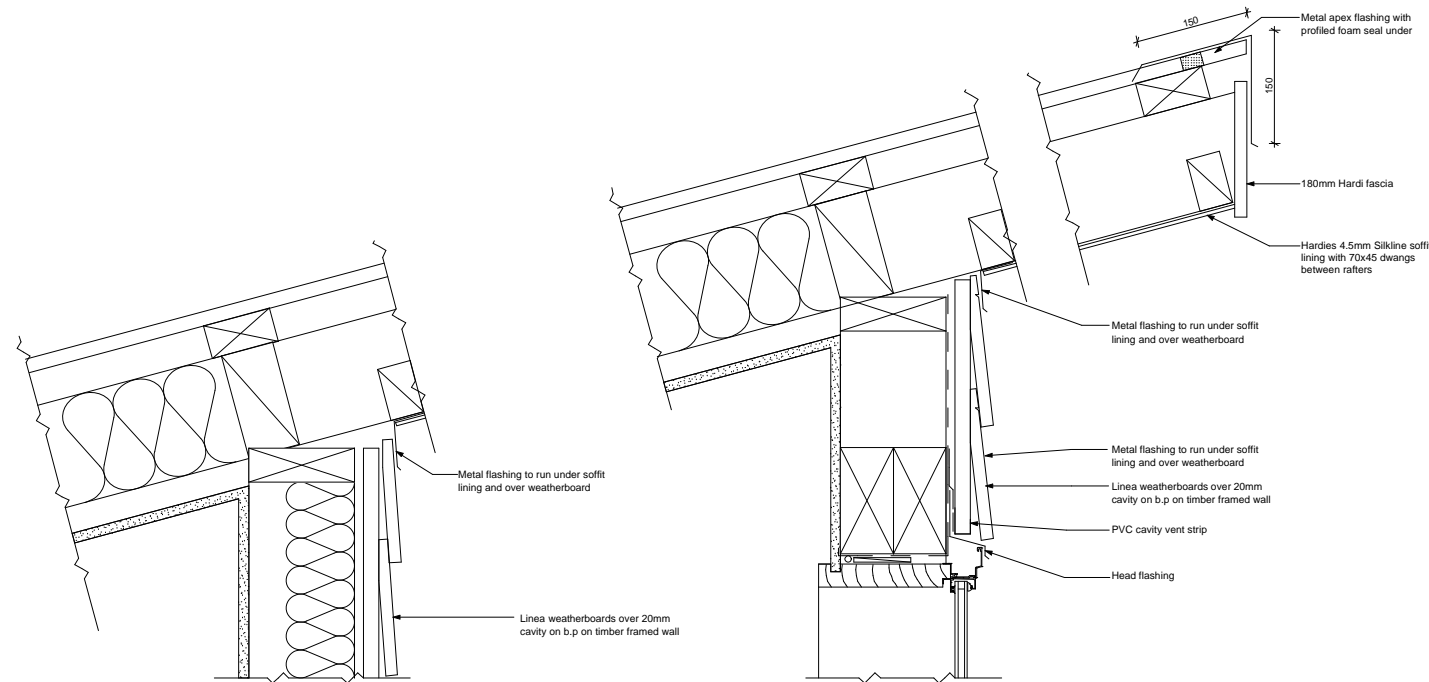 150
Metal apex flashing with
profiled foam seal under
150
180mm Hardi fascia
Hardies 4.5mm Silkline soffi
lining with 70x45 dwangs
between rafters
Metal flashing to run under soffit
lining and over weatherboard
Metal flashing to run under soffit
lining and over weatherboard
Linea weatherboards over 20mm
cavity on b.p on timber framed wall
PVC cavity vent strip
Head flashing
Metal flashing to run under soffit
lining and over weatherboard
Linea weatherboards over 20mm
cavity on b.p on timber framed wall